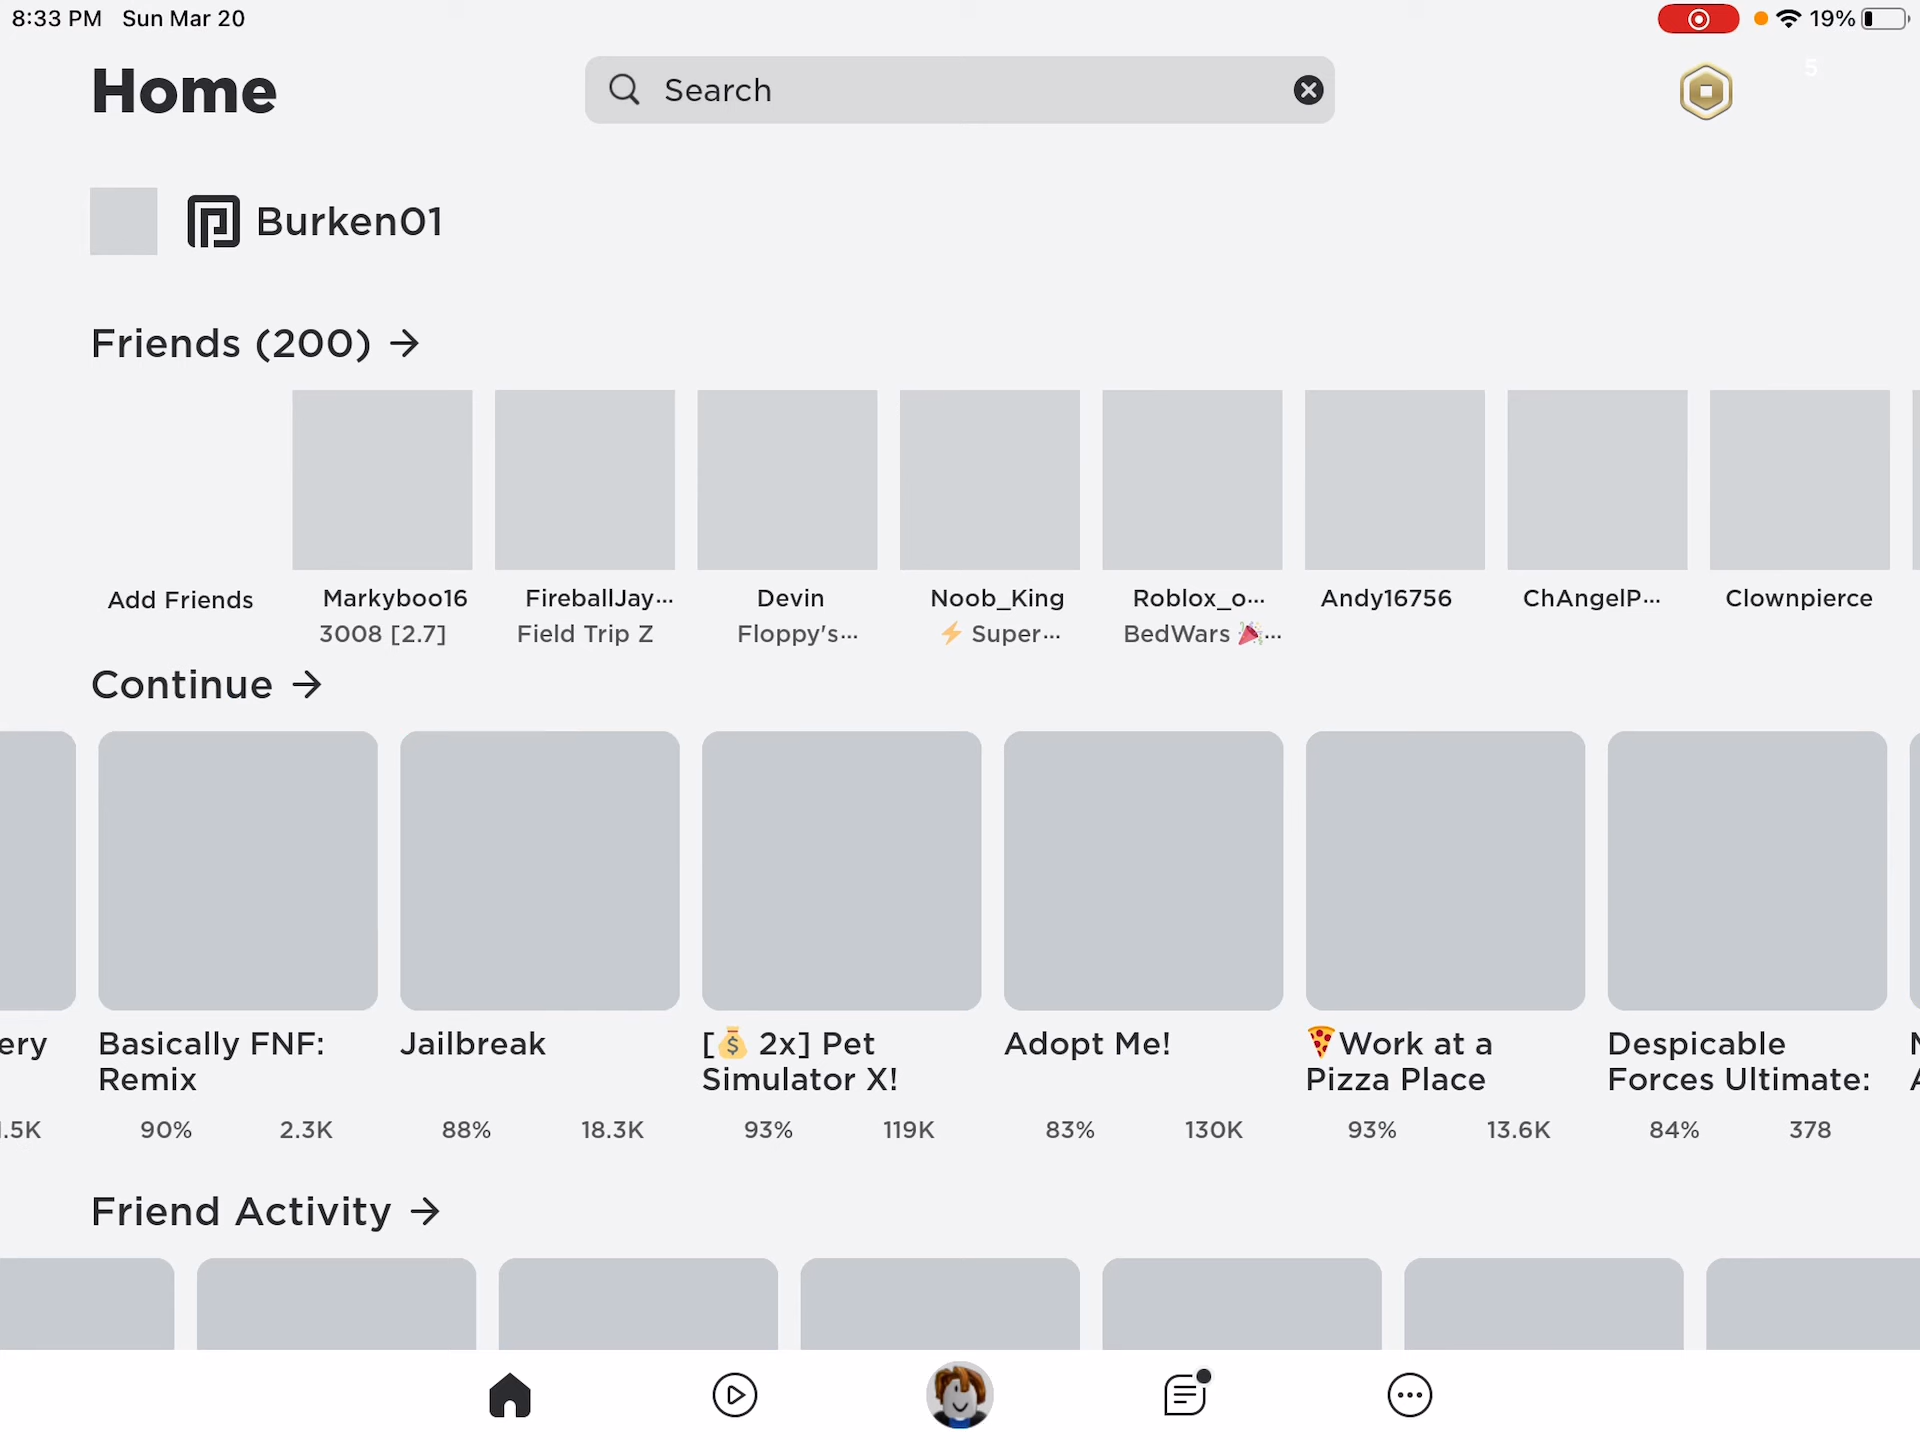 8:33 PM Sun Mar 20
19%
Home
Search
5
Burken01
Friends (200) →
Add Friends
Markyboo16
3008 [2.7]
FireballJay...
Field Trip Z
Devin
Floppy's...
Noob_King
⚡ Super...
Roblox_o...
BedWars 🎉...
Andy16756
ChAngelP...
Clownpierce
Continue →
ery
.5K
Basically FNF:
Remix
90% 2.3K
Jailbreak
88% 18.3K
[💰 2x] Pet
Simulator X!
93% 119K
Adopt Me!
83% 130K
🍕Work at a
Pizza Place
93% 13.6K
Despicable
Forces Ultimate:
84% 378
Friend Activity →